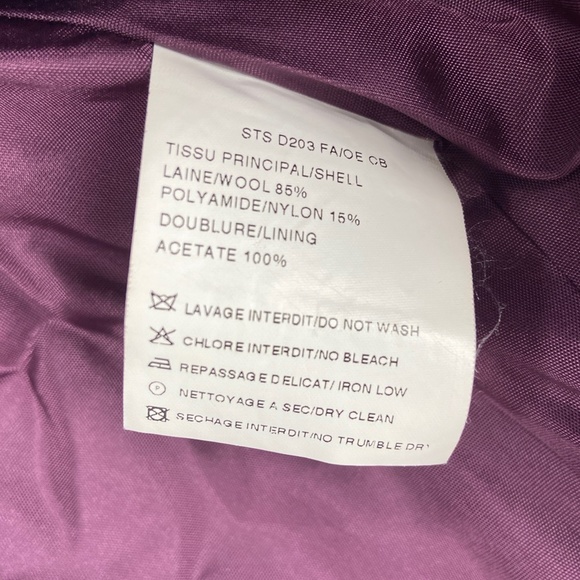 STS D203 FA/OE CB
TISSU PRINCIPAL/SHELL
LAINE/WOOL 85%
POLYAMIDE/NYLON 15%
DOUBLURE/LINING
ACETATE 100%
LAVAGE INTERDIT/DO NOT WASH
CHLORE INTERDIT/NO BLEACH
REPASSAGE DELICAT/ IRON LOW
P NETTOYAGE A SEC/DRY CLEAN
SECHAGE INTERDIT/NO TRUMBLE DRY